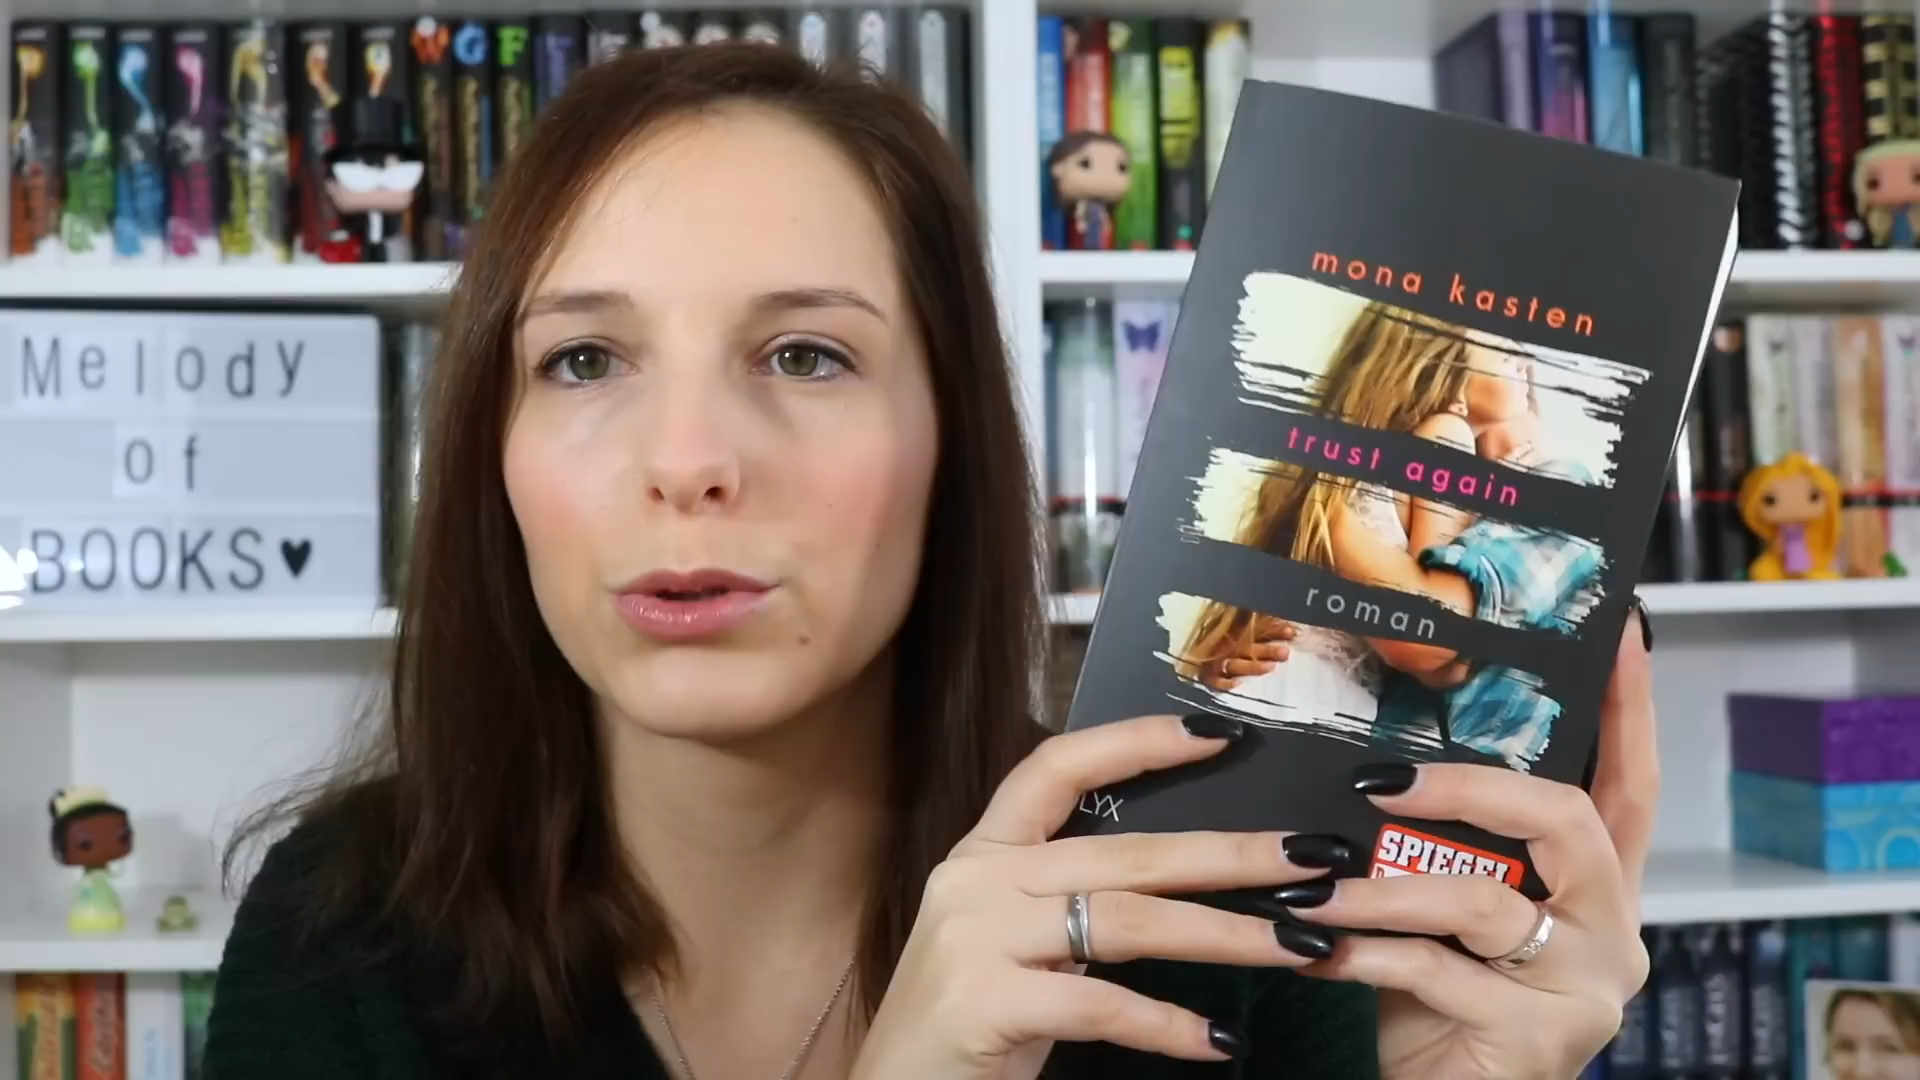 Melody
of
BOOKS♥
mona kasten
trust again
roman
LYX
SPIEGEL
W
G
F